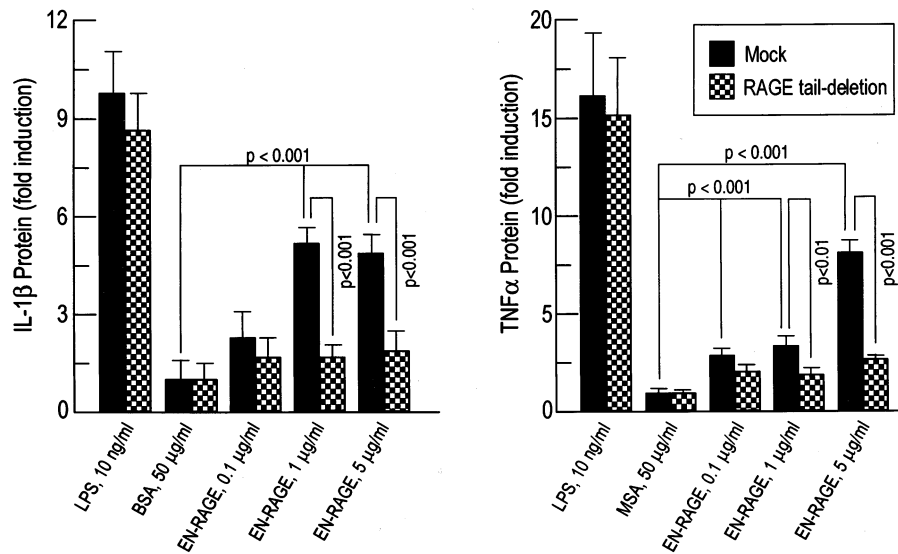 IL-1β Protein (fold induction)
12
9
6
3
0
p < 0.001
p<0.001
p<0.001
LPS, 10 ng/ml
BSA, 50 µg/ml
EN-RAGE, 0.1 µg/ml
EN-RAGE, 1 µg/ml
EN-RAGE, 5 µg/ml
TNFα Protein (fold induction)
20
15
10
5
0
Mock
RAGE tail-deletion
p < 0.001
p < 0.001
p<0.01
p<0.001
LPS, 10 ng/ml
MSA, 50 µg/ml
EN-RAGE, 0.1 µg/ml
EN-RAGE, 1 µg/ml
EN-RAGE, 5 µg/ml